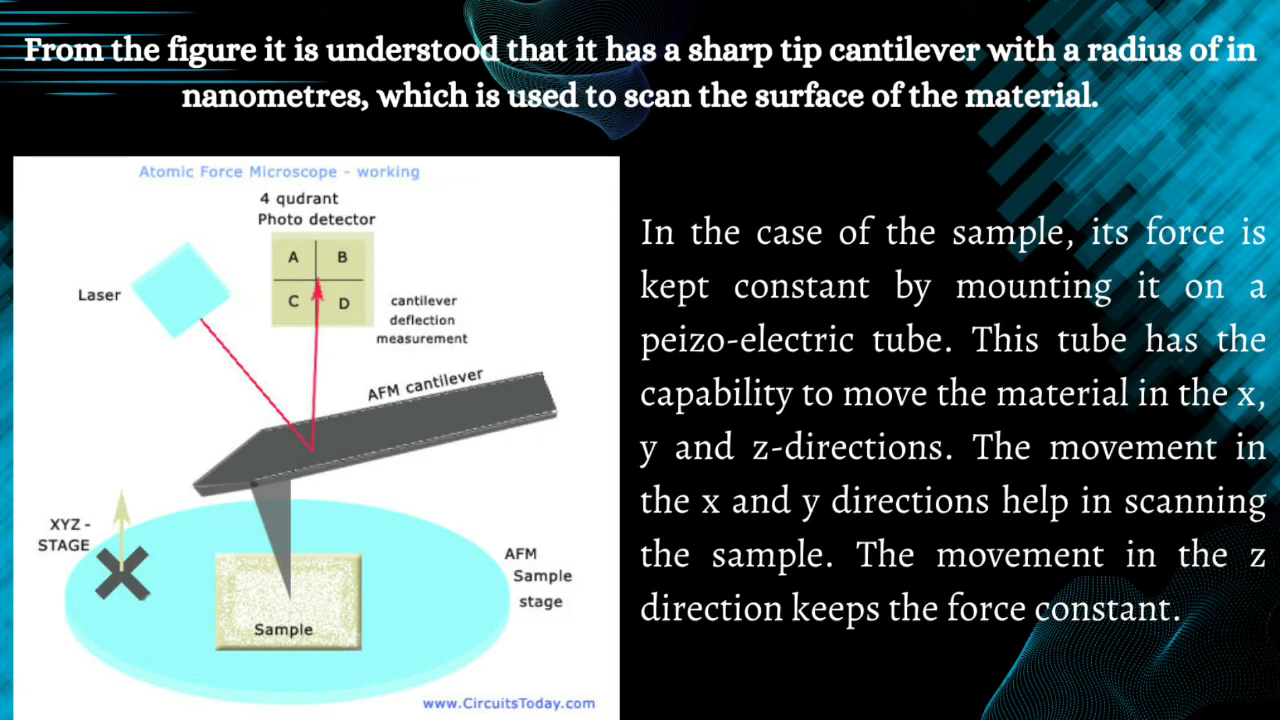 From the figure it is understood that it has a sharp tip cantilever with a radius of in
nanometres, which is used to scan the surface of the material.
Atomic Force Microscope - working
4 qudrant
Photo detector
A B
C D
Laser
cantilever
deflection
measurement
AFM cantilever
XYZ -
STAGE
AFM
Sample
stage
Sample
www.CircuitsToday.com
In the case of the sample, its force is
kept constant by mounting it on a
peizo-electric tube. This tube has the
capability to move the material in the x,
y and z-directions. The movement in
the x and y directions help in scanning
the sample. The movement in the z
direction keeps the force constant.